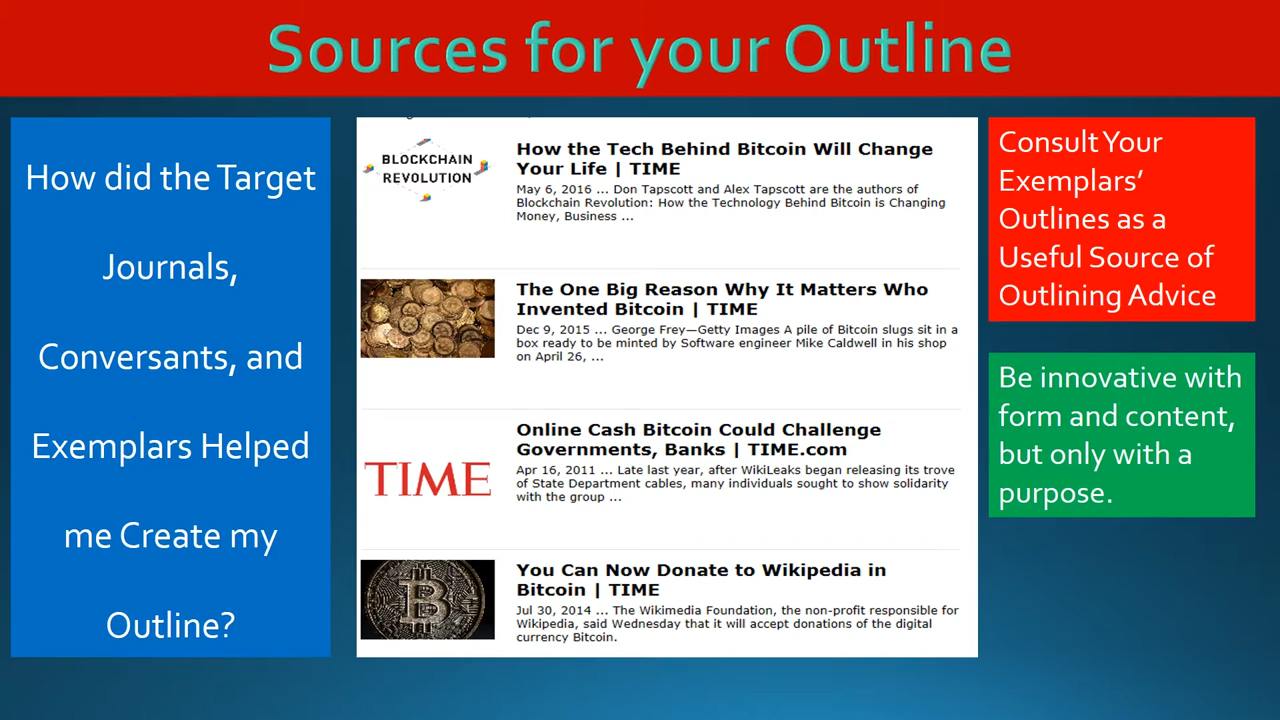 Sources for your Outline
How did the Target
Journals,
Conversants, and
Exemplars Helped
me Create my
Outline?
BLOCKCHAIN
REVOLUTION
How the Tech Behind Bitcoin Will Change
Your Life | TIME
May 6, 2016 ... Don Tapscott and Alex Tapscott are the authors of
Blockchain Revolution: How the Technology Behind Bitcoin is Changing
Money, Business ...
The One Big Reason Why It Matters Who
Invented Bitcoin | TIME
Dec 9, 2015 ... George Frey—Getty Images A pile of Bitcoin slugs sit in a
box ready to be minted by Software engineer Mike Caldwell in his shop
on April 26, ...
TIME
Online Cash Bitcoin Could Challenge
Governments, Banks | TIME.com
Apr 16, 2011 ... Late last year, after WikiLeaks began releasing its trove
of State Department cables, many individuals sought to show solidarity
with the group ...
You Can Now Donate to Wikipedia in
Bitcoin | TIME
Jul 30, 2014 ... The Wikimedia Foundation, the non-profit responsible for
Wikipedia, said Wednesday that it will accept donations of the digital
currency Bitcoin.
Consult Your
Exemplars’
Outlines as a
Useful Source of
Outlining Advice
Be innovative with
form and content,
but only with a
purpose.